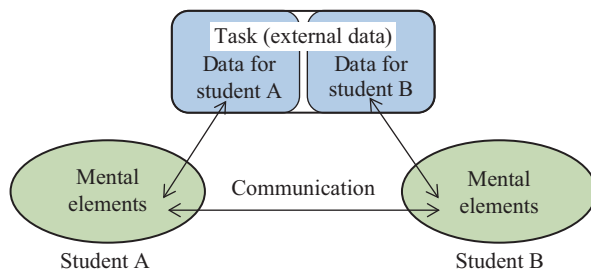 Task (external data)
Data for
student A
Data for
student B
Mental
elements
Communication
Mental
elements
Student A
Student B